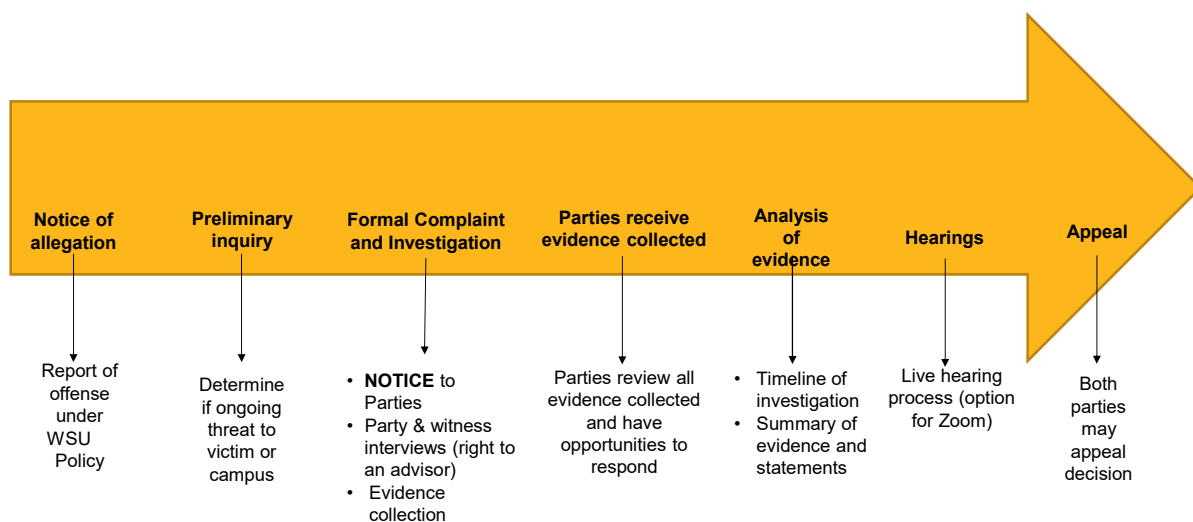 Notice of
allegation
Preliminary
inquiry
Formal Complaint
and Investigation
Parties receive
evidence collected
Analysis
of
evidence
Hearings
Appeal
Report of
offense
under
WSU
Policy
Determine
if ongoing
threat to
victim or
campus
• NOTICE to
Parties
• Party & witness
interviews (right to
an advisor)
• Evidence
collection
Parties review all
evidence collected
and have
opportunities to
respond
• Timeline of
investigation
• Summary of
evidence and
statements
Live hearing
process (option
for Zoom)
Both
parties
may
appeal
decision